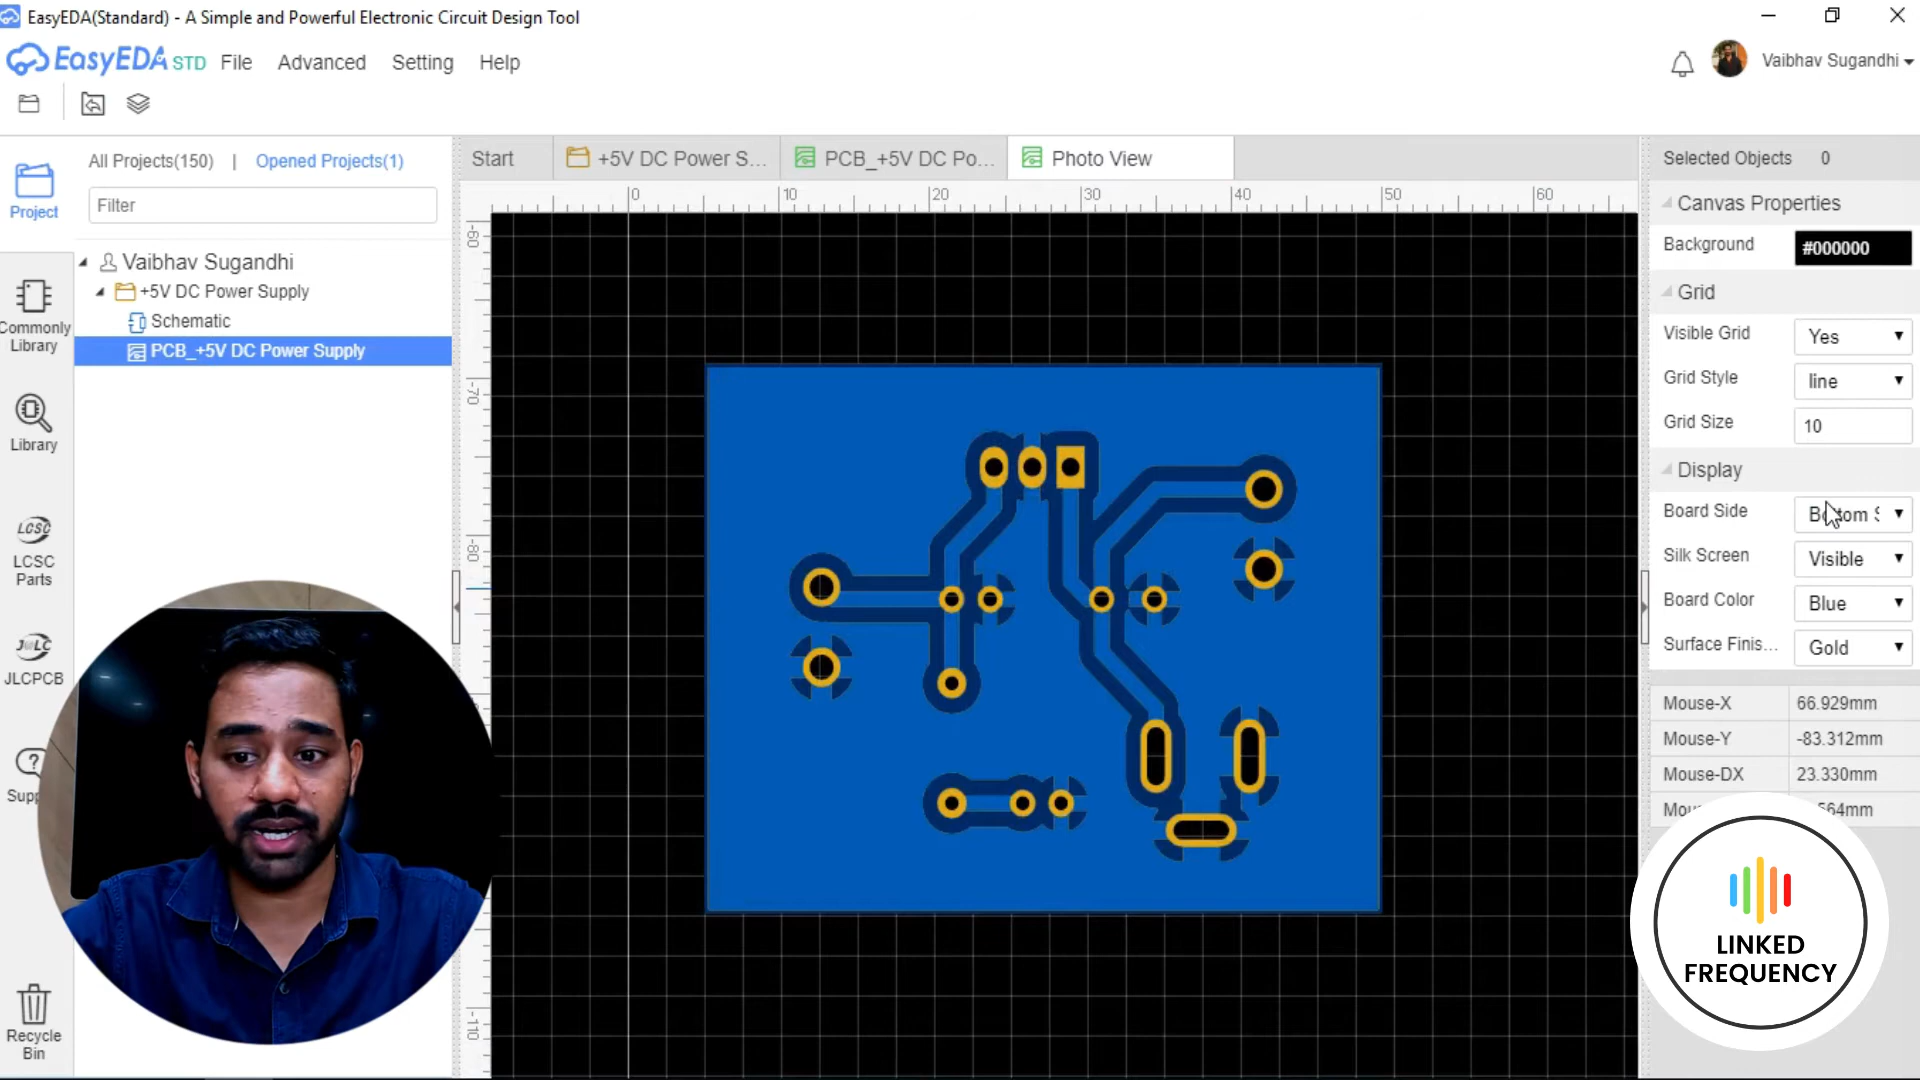 EasyEDA(Standard) - A Simple and Powerful Electronic Circuit Design Tool
EasyEDA STD File Advanced Setting Help
Vaibhav Sugandhi
All Projects(150) | Opened Projects(1)
Filter
Project
Commonly
Library
Library
LCSC
LCSC
Parts
JLCPCB
Recycle
Bin
Vaibhav Sugandhi
+5V DC Power Supply
Schematic
PCB_+5V DC Power Supply
Start
+5V DC Power S...
PCB_+5V DC Po...
Photo View
0 10 20 30 40 50 60
-60
-70
-80
-110
Selected Objects 0
Canvas Properties
Background #000000
Grid
Visible Grid Yes
Grid Style line
Grid Size 10
Display
Board Side
Silk Screen Visible
Board Color Blue
Surface Finis... Gold
Mouse-X 66.929mm
Mouse-Y -83.312mm
Mouse-DX 23.330mm
LINKED
FREQUENCY